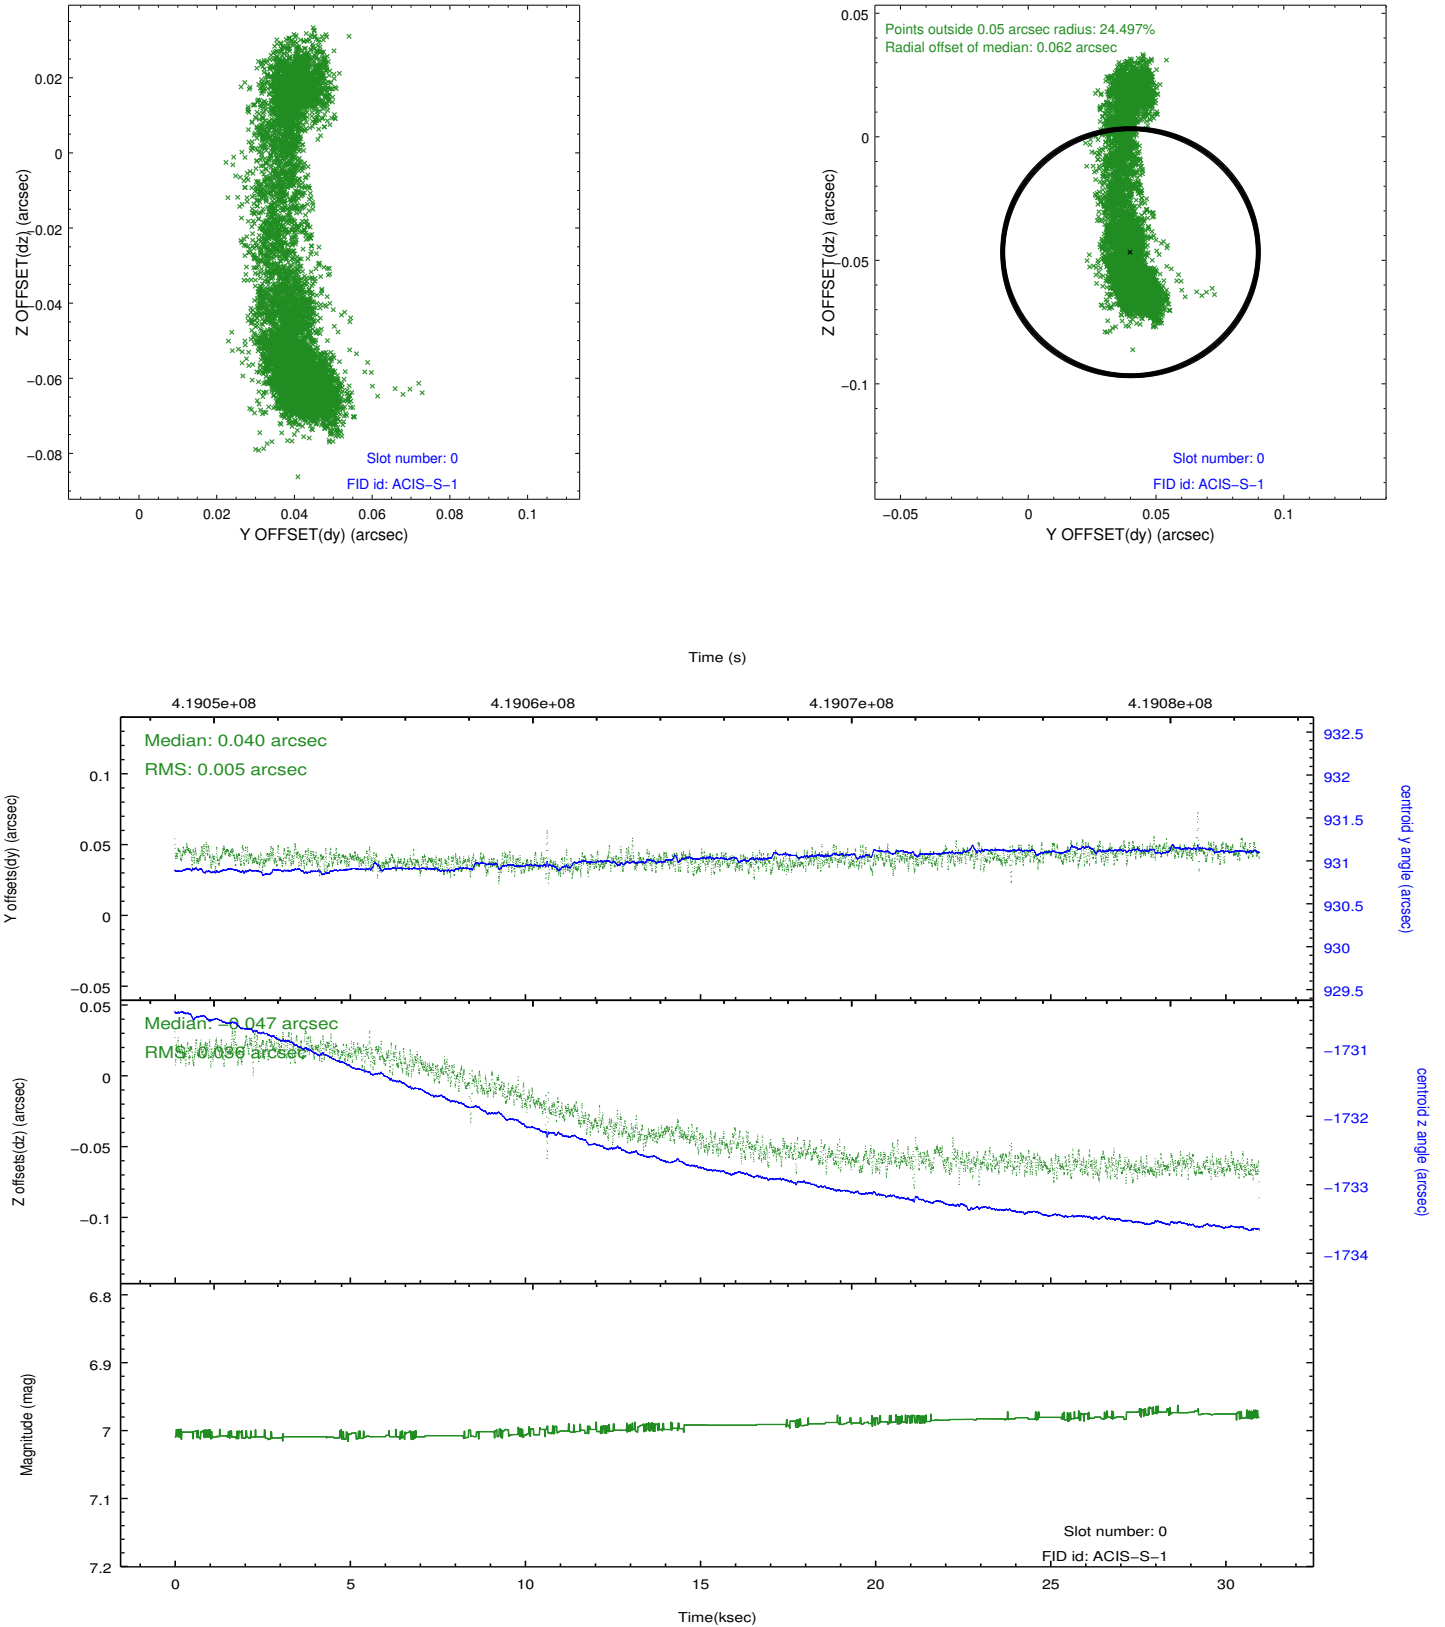 0.02
0
−0.02
−0.04
−0.06
−0.08
Z OFFSET(dz) (arcsec)
Slot number: 0
FID id: ACIS−S−1
0
0.02
0.04
0.06
0.08
0.1
Y OFFSET(dy) (arcsec)
0.05
0
−0.05
−0.1
Z OFFSET(dz) (arcsec)
Points outside 0.05 arcsec radius: 24.497%
Radial offset of median: 0.062 arcsec
Slot number: 0
FID id: ACIS−S−1
−0.05
0
0.05
0.1
Y OFFSET(dy) (arcsec)
Time (s)
4.1905e+08
4.1906e+08
4.1907e+08
4.1908e+08
Median: 0.040 arcsec
RMS: 0.005 arcsec
0.1
0.05
0
−0.05
Y offsets(dy) (arcsec)
932.5
932
931.5
931
930.5
930
929.5
centroid y angle (arcsec)
Median: −0.047 arcsec
RMS: 0.036 arcsec
0.05
0
−0.05
−0.1
Z offsets(dz) (arcsec)
−1731
−1732
−1733
−1734
centroid z angle (arcsec)
6.8
6.9
7
7.1
7.2
Magnitude (mag)
Slot number: 0
FID id: ACIS−S−1
0
5
10
15
20
25
30
Time(ksec)